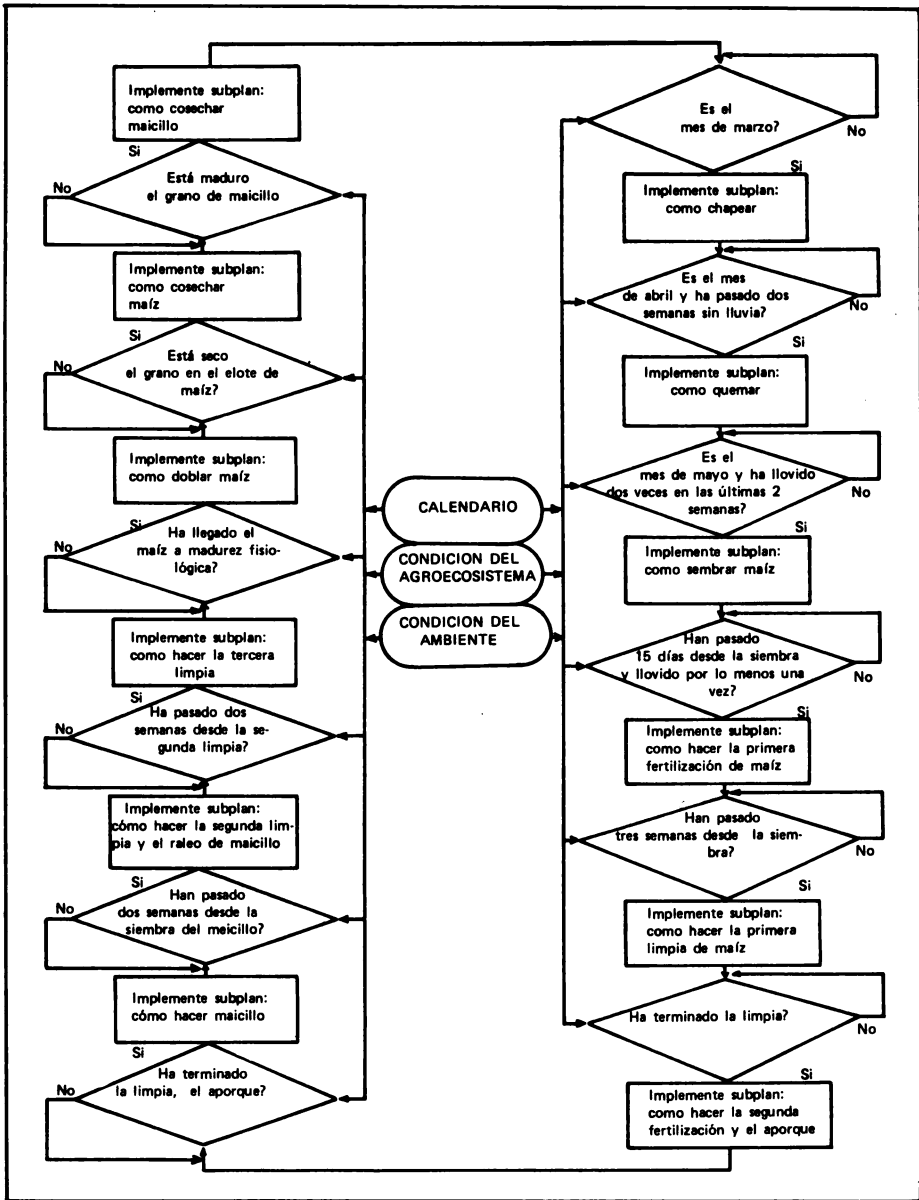 Implemente subplan:
como cosechar
maicillo
Si
Está maduro
el grano de maicillo
No
Implemente subplan:
como cosechar
maíz
Si
Está seco
el grano en el elote de
maíz?
No
Implemente subplan:
como doblar maíz
Si
Ha llegado el
maíz a madurez fisio-
lógica?
No
Implemente subplan:
como hacer la tercera
limpia
Si
Ha pasado dos
semanas desde la se-
gunda limpia?
No
Implemente subplan:
cómo hacer la segunda lim-
pia y el raleo de maicillo
Si
Han pasado
dos semanas desde la
siembra del meicillo?
No
Implemente subplan:
cómo hacer maicillo
Si
Ha terminado
la limpia, el aporque?
No
CALENDARIO
CONDICION DEL
AGROECOSISTEMA
CONDICION DEL
AMBIENTE
Es el
mes de marzo?
No
Si
Implemente subplan:
como chapear
Es el mes
de abril y ha pasado dos
semanas sin lluvia?
No
Si
Implemente subplan:
como quemar
Es el
mes de mayo y ha llovido
dos veces en las últimas 2
semanas?
No
Si
Implemente subplan:
como sembrar maíz
Han pasado
15 días desde la siembra
y llovido por lo menos una
vez?
No
Si
Implemente subplan:
como hacer la primera
fertilización de maíz
Han pasado
tres semanas desde la siem-
bra?
No
Si
Implemente subplan:
como hacer la primera
limpia de maíz
Ha terminado la limpia?
No
Si
Implemente subplan:
como hacer la segunda
fertilización y el aporque